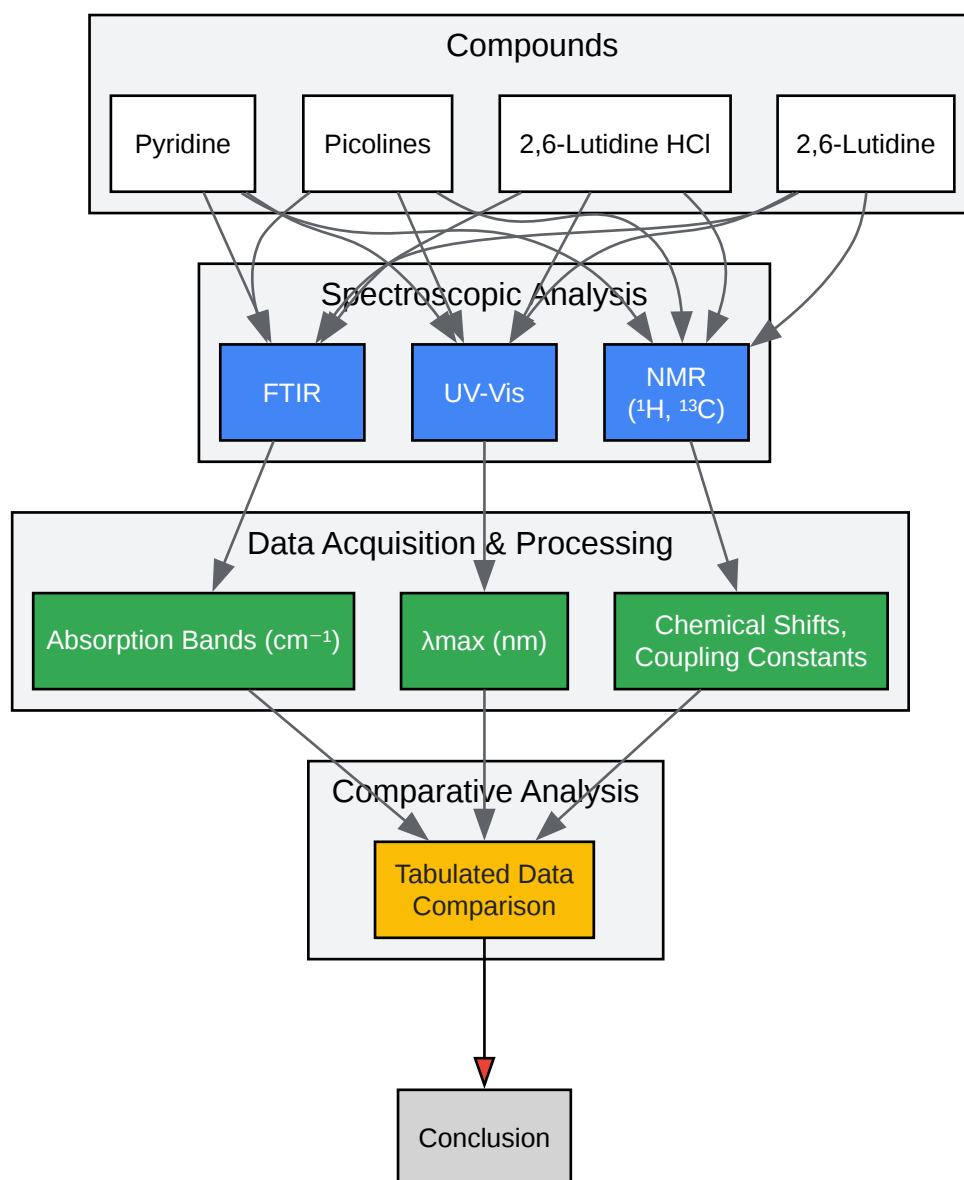 Compounds
Pyridine
Picolines
2,6-Lutidine HCl
2,6-Lutidine
Spectroscopic Analysis
FTIR
UV-Vis
NMR
(¹H, ¹³C)
Data Acquisition & Processing
Absorption Bands (cm⁻¹)
λmax (nm)
Chemical Shifts,
Coupling Constants
Comparative Analysis
Tabulated Data
Comparison
Conclusion